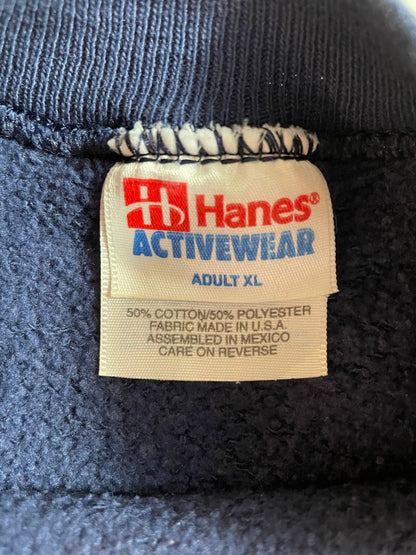 Hanes®
ACTIVEWEAR
ADULT XL
50% COTTON/50% POLYESTER
FABRIC MADE IN U.S.A.
ASSEMBLED IN MEXICO
CARE ON REVERSE